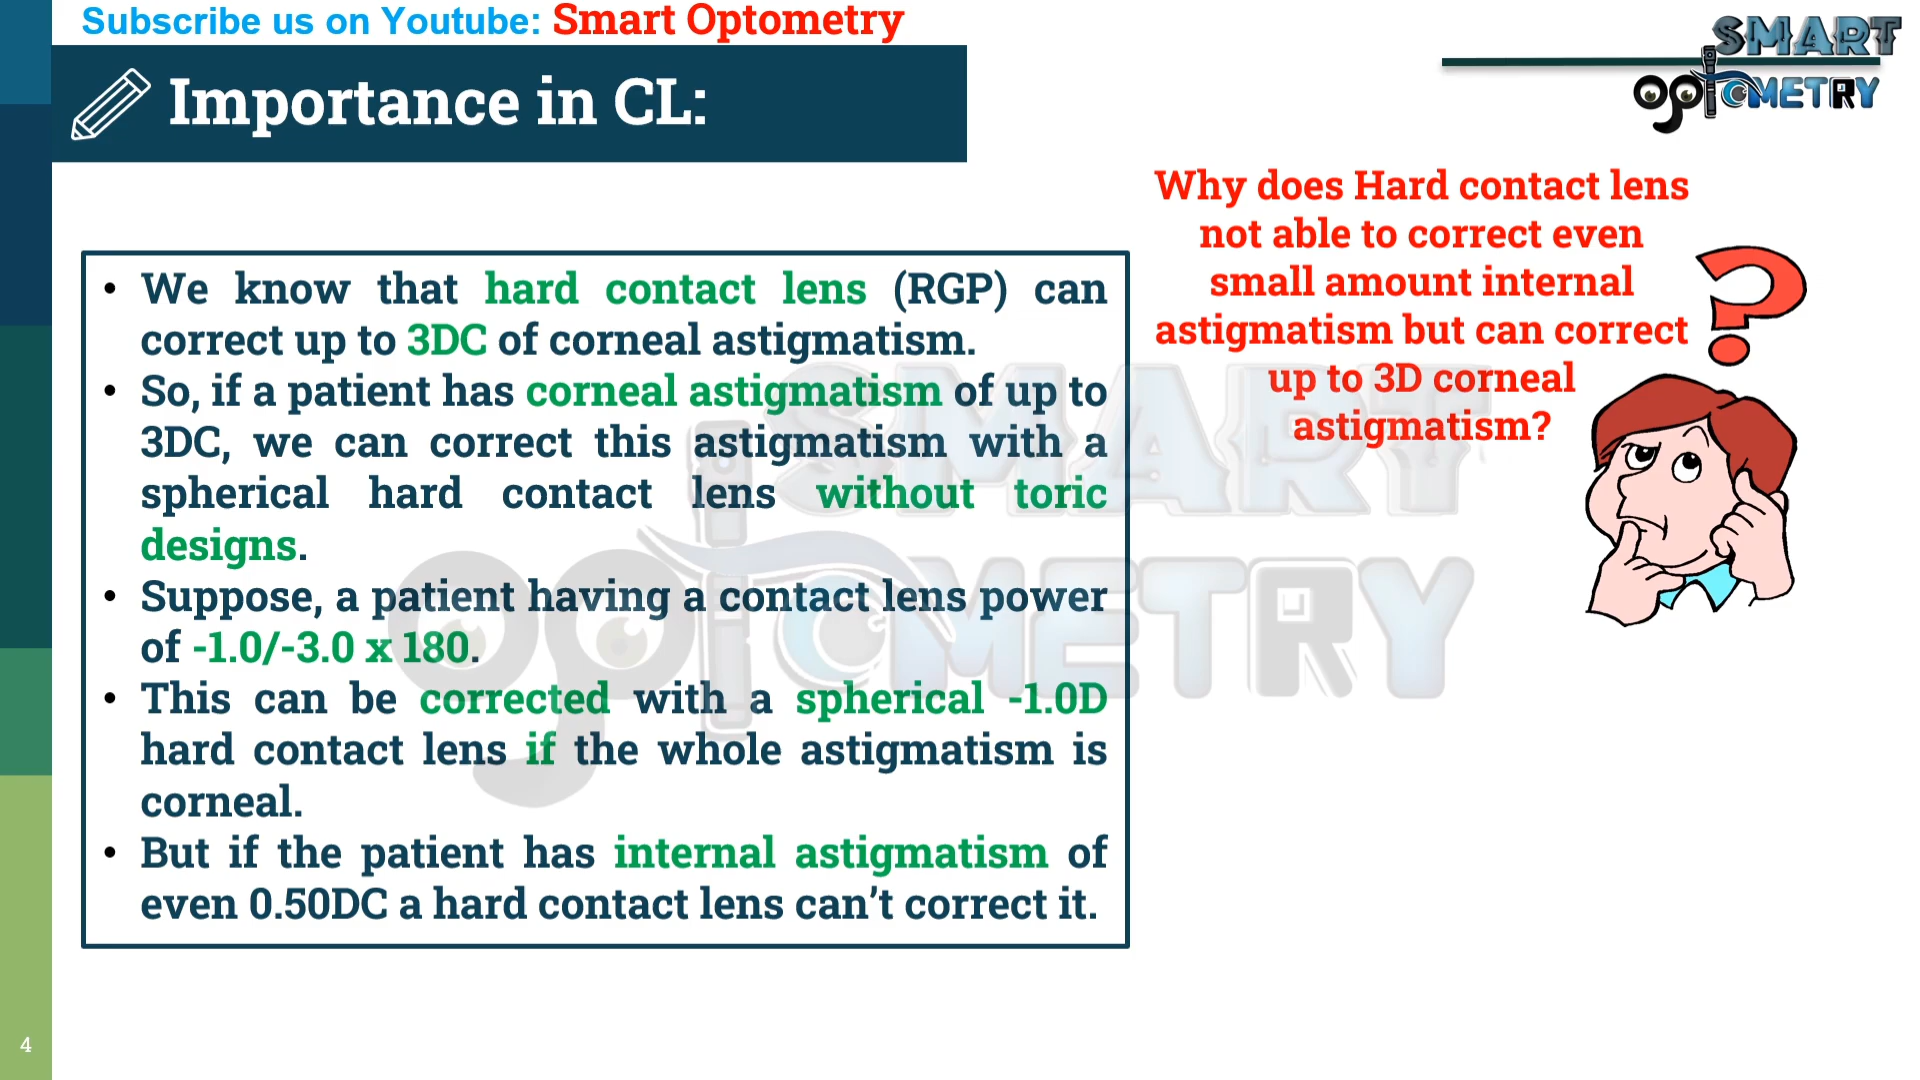 Subscribe us on Youtube: Smart Optometry
SMART
OptOMETRY
Importance in CL:
Why does Hard contact lens
not able to correct even
small amount internal
astigmatism but can correct
up to 3D corneal
astigmatism?
?
• We know that hard contact lens (RGP) can
correct up to 3DC of corneal astigmatism.
• So, if a patient has corneal astigmatism of up to
3DC, we can correct this astigmatism with a
spherical hard contact lens without toric
designs.
• Suppose, a patient having a contact lens power
of -1.0/-3.0 x 180.
• This can be corrected with a spherical -1.0D
hard contact lens if the whole astigmatism is
corneal.
• But if the patient has internal astigmatism of
even 0.50DC a hard contact lens can’t correct it.
SMART
OptOMETRY
4